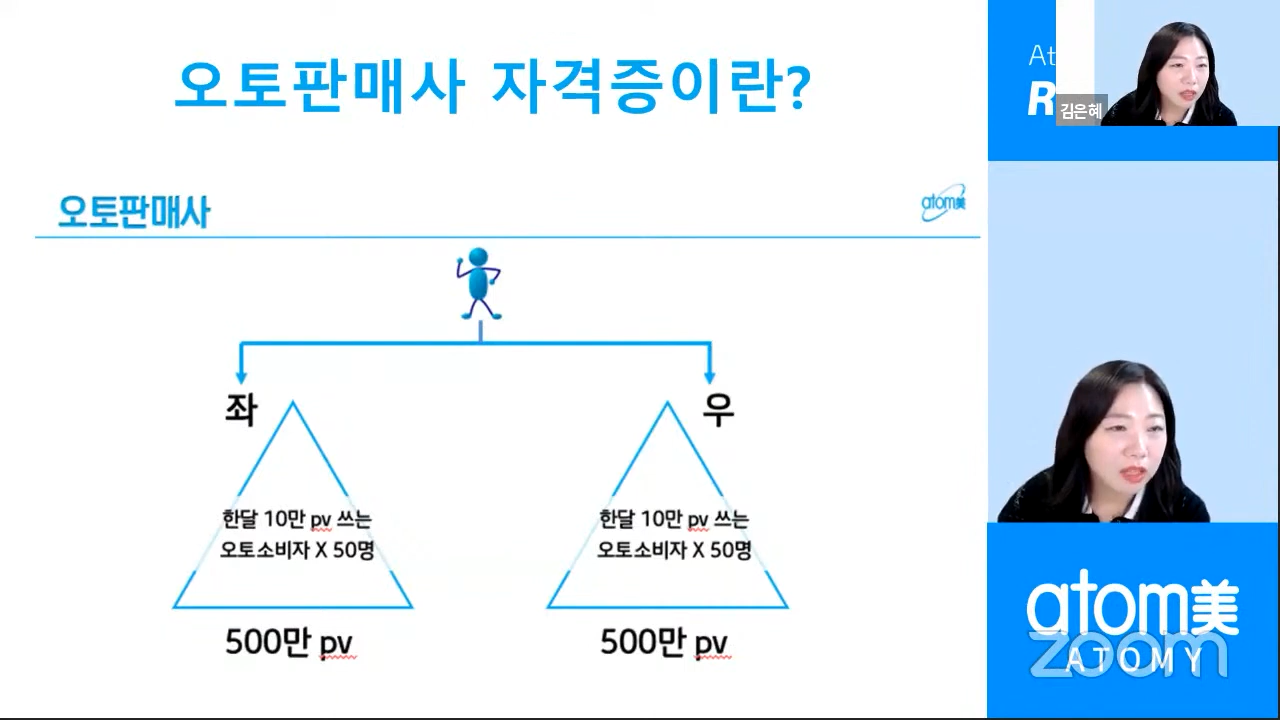 오토판매사 자격증이란?
오토판매사
atom美
좌
우
한달 10만 pv 쓰는
오토소비자 X 50명
500만 pv
한달 10만 pv 쓰는
오토소비자 X 50명
500만 pv
At
R
김은혜
atom美
zoom
ATOMY